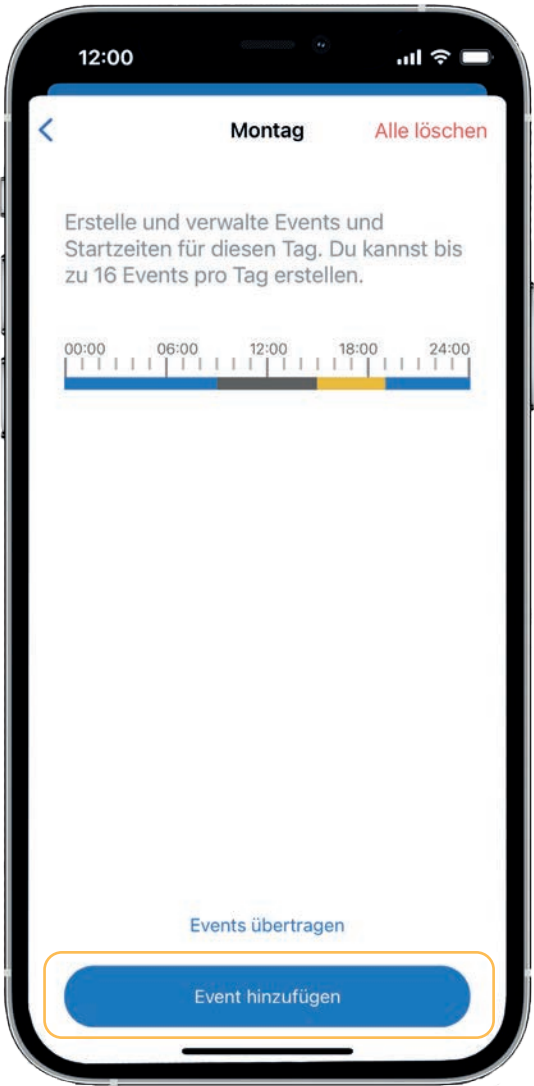 12:00
Montag Alle löschen
Erstelle und verwalte Events und
Startzeiten für diesen Tag. Du kannst bis
zu 16 Events pro Tag erstellen.
00:00 06:00 12:00 18:00 24:00
Events übertragen
Event hinzufügen